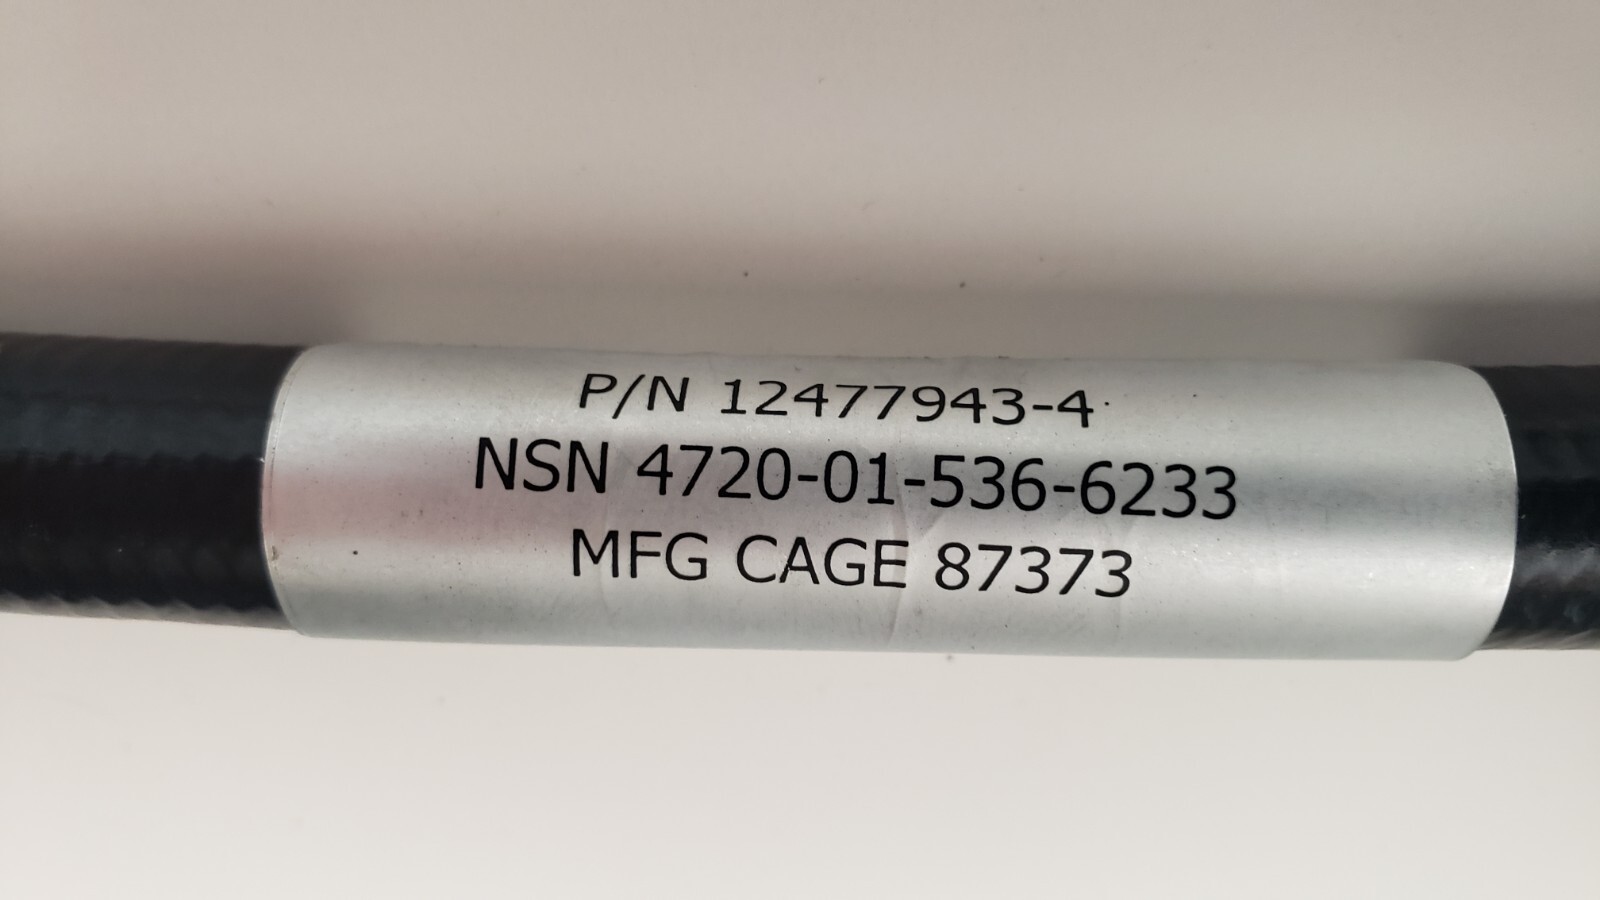 P/N 12477943-4
NSN 4720-01-536-6233
MFG CAGE 87373